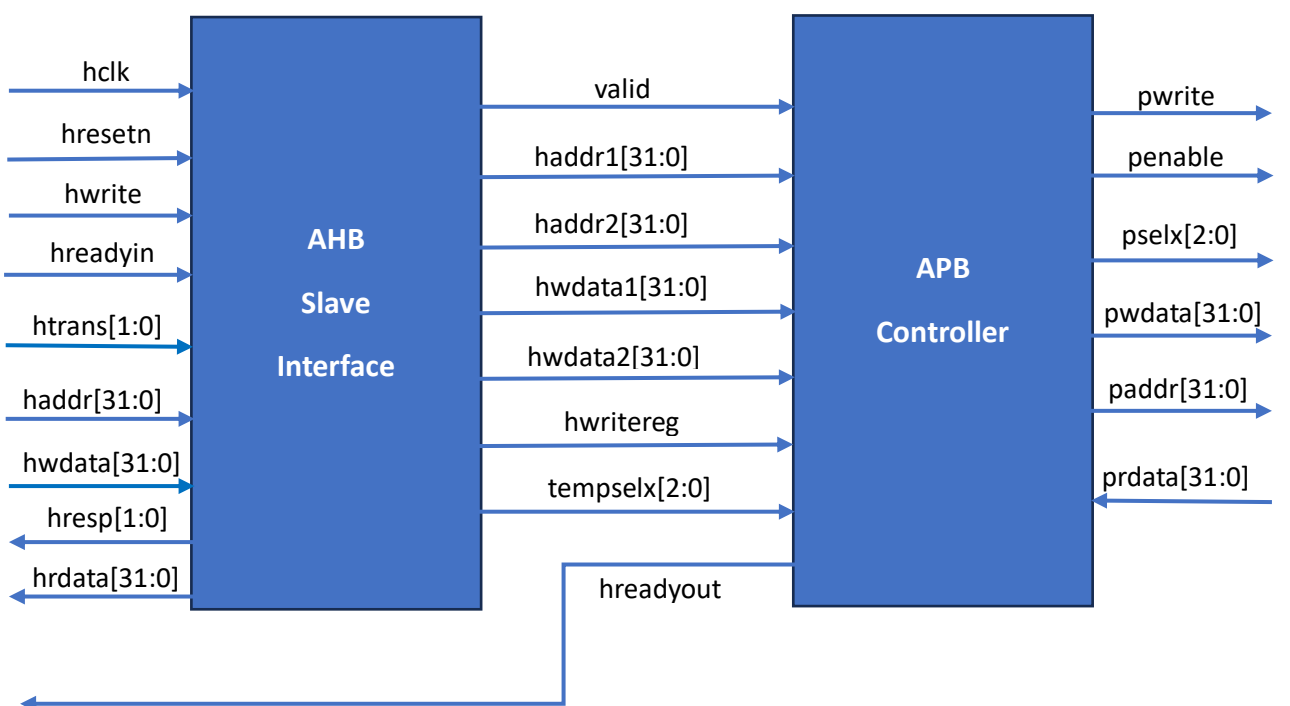 hclk
hresetn
hwrite
hreadyin
htrans[1:0]
haddr[31:0]
hwdata[31:0]
hresp[1:0]
hrdata[31:0]
AHB
Slave
Interface
valid
haddr1[31:0]
haddr2[31:0]
hwdata1[31:0]
hwdata2[31:0]
hwritereg
tempselx[2:0]
hreadyout
APB
Controller
pwrite
penable
pselx[2:0]
pwdata[31:0]
paddr[31:0]
prdata[31:0]